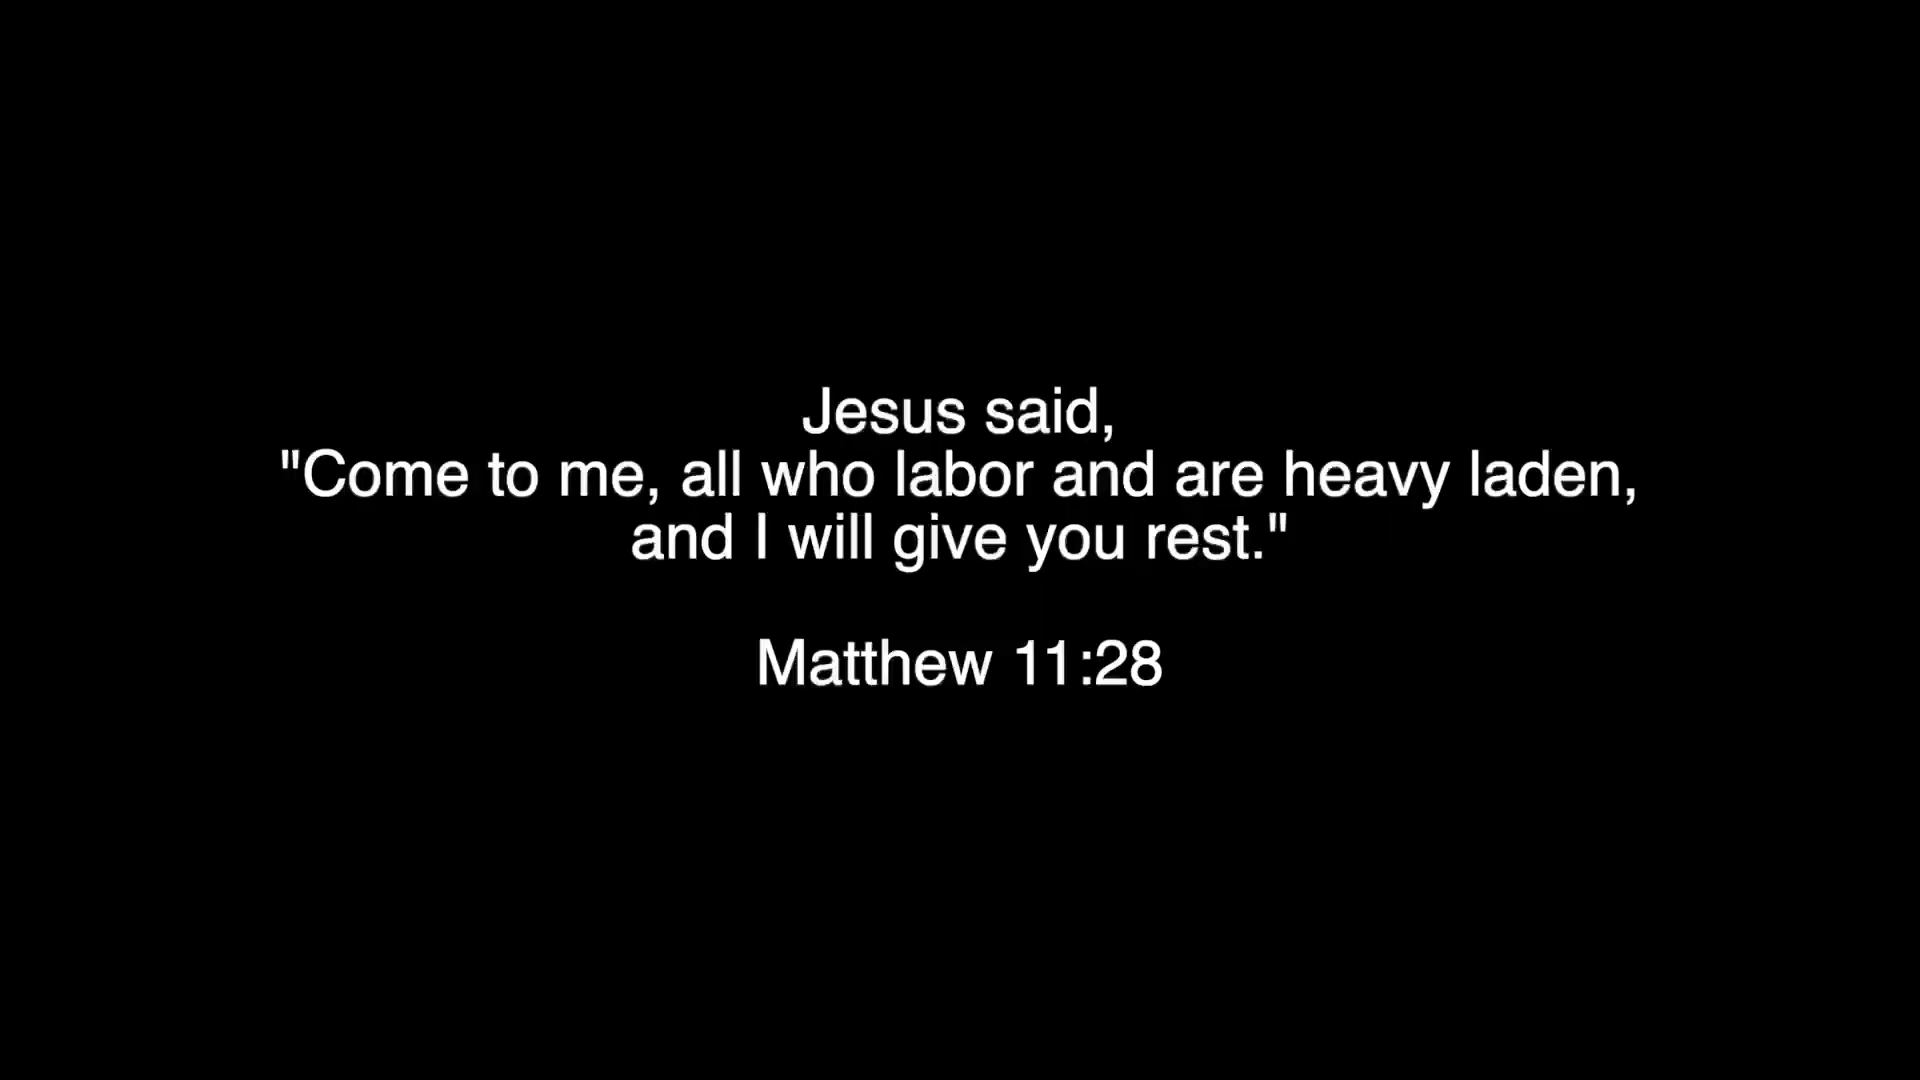 Jesus said,
"Come to me, all who labor and are heavy laden,
and I will give you rest."
Matthew 11:28